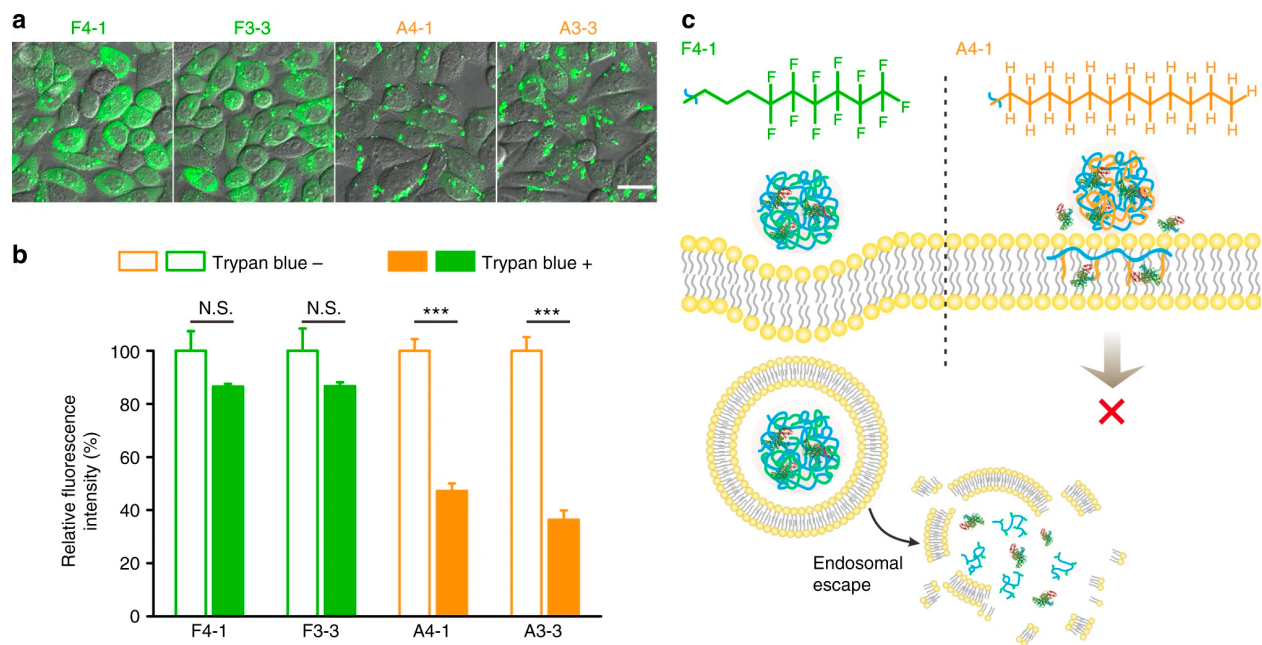 a
F4-1
F3-3
A4-1
A3-3
b
Trypan blue –
Trypan blue +
N.S.
N.S.
***
***
Relative fluorescence
intensity (%)
100
80
60
40
20
0
F4-1
F3-3
A4-1
A3-3
c
F4-1
F F F F F F
F
F F F F F F
A4-1
H H H H H H H H H H H
H
H H H H H H H H H H H
Endosomal
escape